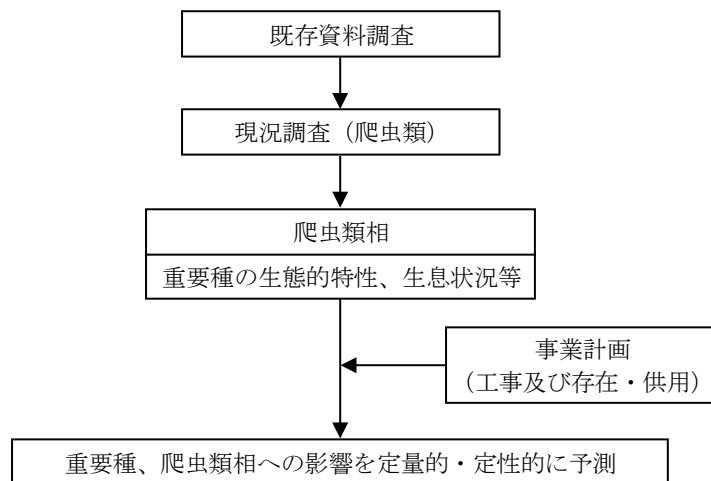 既存資料調査
現況調査（爬虫類）
爬虫類相
重要種の生態的特性、生息状況等
事業計画
（工事及び存在・供用）
重要種、爬虫類相への影響を定量的・定性的に予測